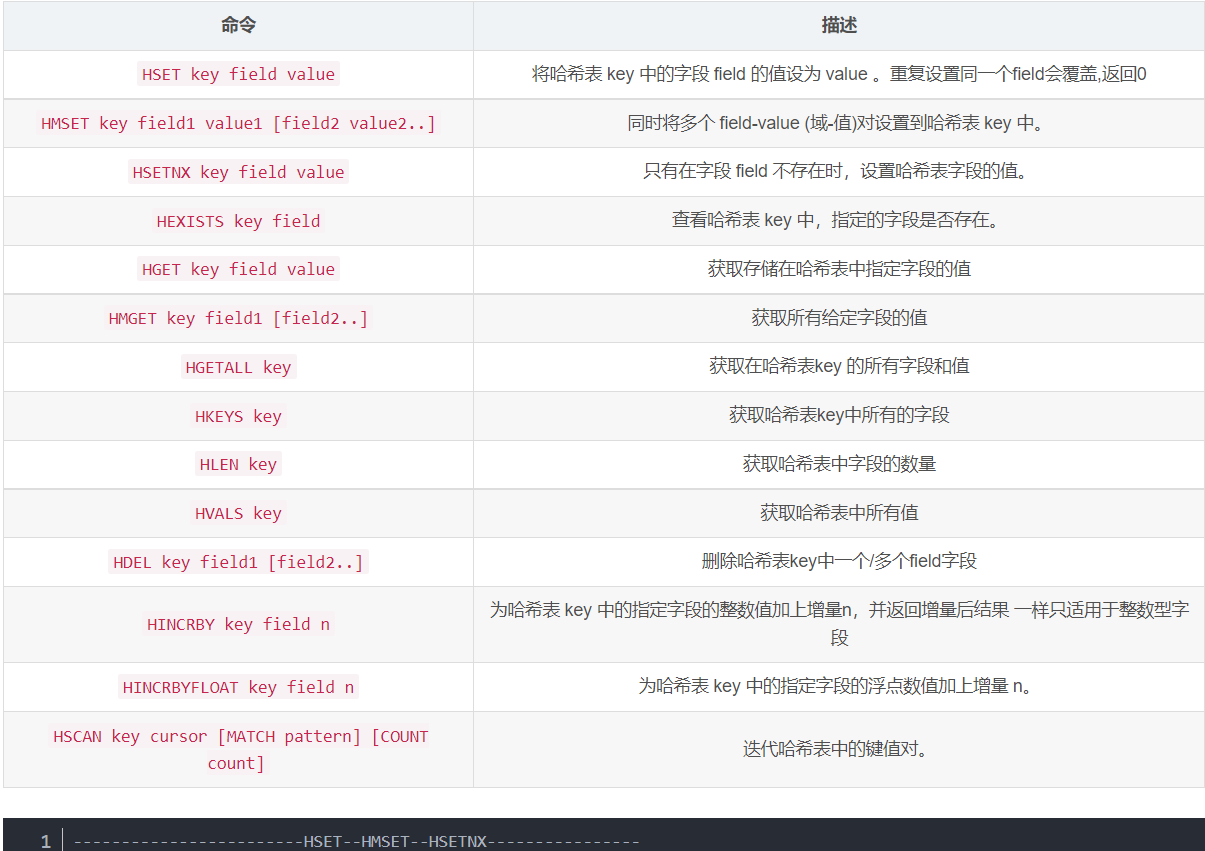 命令 描述
HSET key field value 将哈希表 key 中的字段 field 的值设为 value 。重复设置同一个field会覆盖,返回0
HMSET key field1 value1 [field2 value2..] 同时将多个 field-value (域-值)对设置到哈希表 key 中。
HSETNX key field value 只有在字段 field 不存在时，设置哈希表字段的值。
HEXISTS key field 查看哈希表 key 中，指定的字段是否存在。
HGET key field value 获取存储在哈希表中指定字段的值
HMGET key field1 [field2..] 获取所有给定字段的值
HGETALL key 获取在哈希表key 的所有字段和值
HKEYS key 获取哈希表key中所有的字段
HLEN key 获取哈希表中字段的数量
HVALS key 获取哈希表中所有值
HDEL key field1 [field2..] 删除哈希表key中一个/多个field字段
HINCRBY key field n 为哈希表 key 中的指定字段的整数值加上增量n，并返回增量后结果 一样只适用于整数型字
段
HINCRBYFLOAT key field n 为哈希表 key 中的指定字段的浮点数值加上增量 n。
HSCAN key cursor [MATCH pattern] [COUNT
count] 迭代哈希表中的键值对。
1 ------------------------HSET--HMSET--HSETNX----------------